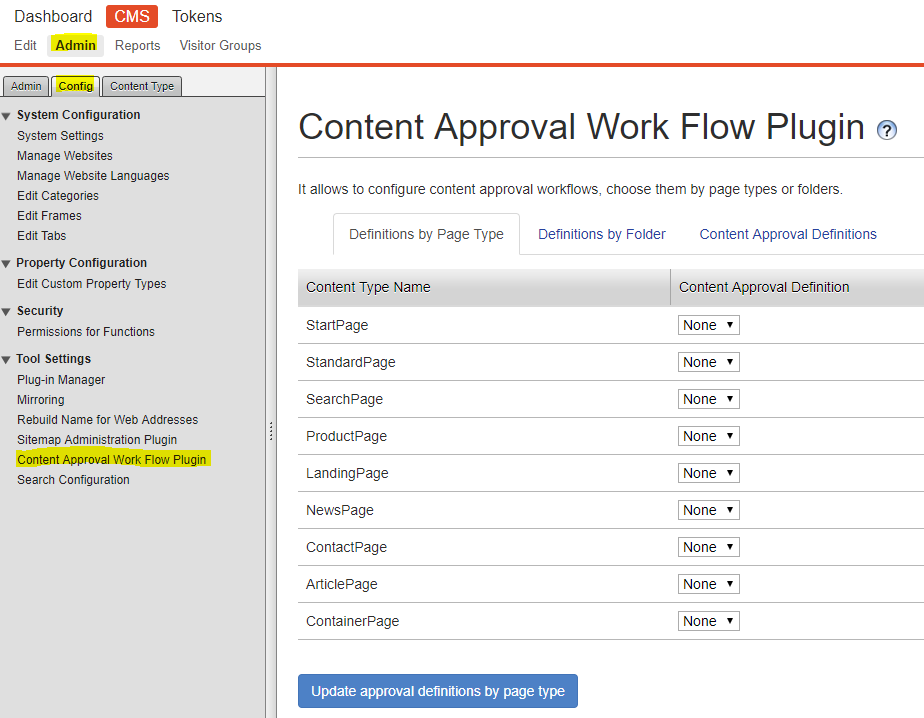 Dashboard CMS Tokens
Edit Admin Reports Visitor Groups
Admin Config Content Type
System Configuration
System Settings
Manage Websites
Manage Website Languages
Edit Categories
Edit Frames
Edit Tabs
Property Configuration
Edit Custom Property Types
Security
Permissions for Functions
Tool Settings
Plug-in Manager
Mirroring
Rebuild Name for Web Addresses
Sitemap Administration Plugin
Content Approval Work Flow Plugin
Search Configuration
Content Approval Work Flow Plugin ?
It allows to configure content approval workflows, choose them by page types or folders.
Definitions by Page Type Definitions by Folder Content Approval Definitions
Content Type Name Content Approval Definition
StartPage None
StandardPage None
SearchPage None
ProductPage None
LandingPage None
NewsPage None
ContactPage None
ArticlePage None
ContainerPage None
Update approval definitions by page type